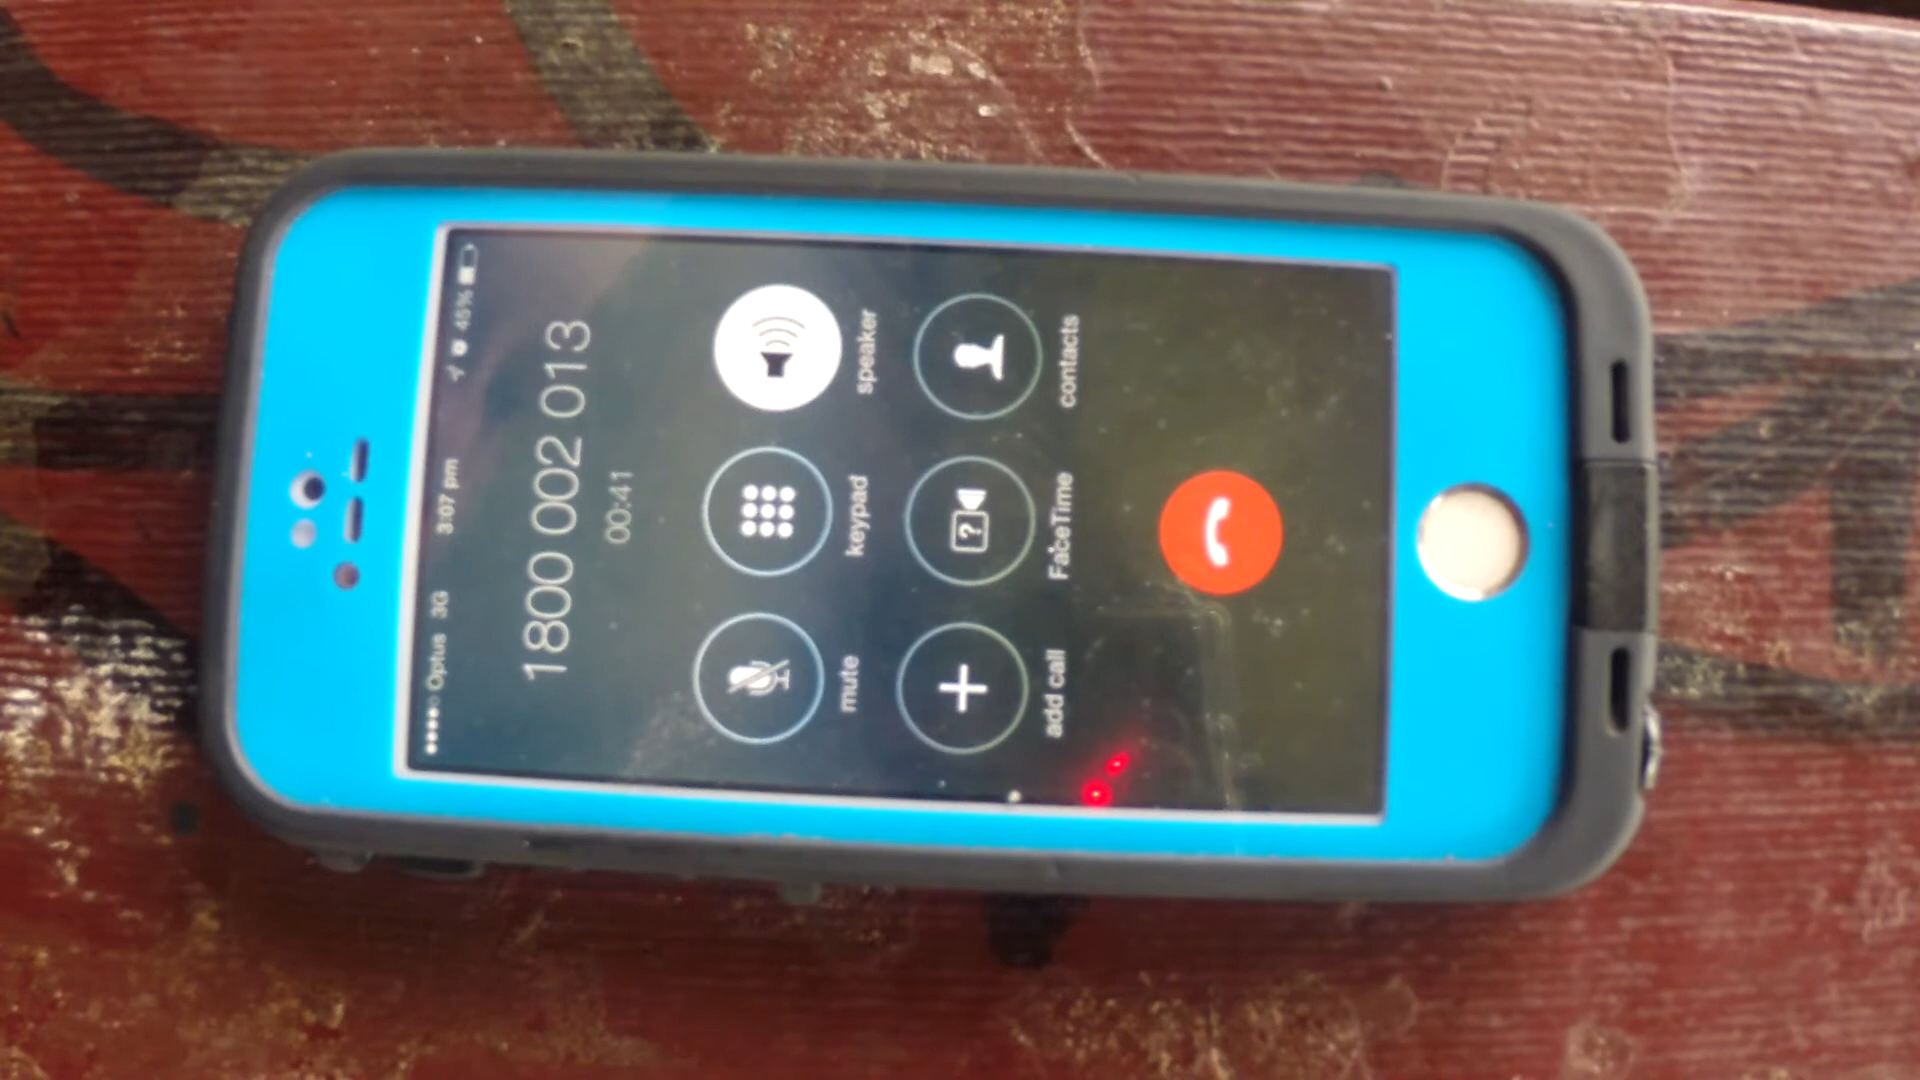 Optus 3G 3:07 pm 45%
1800 002 013
00:41
mute keypad speaker
add call FaceTime contacts